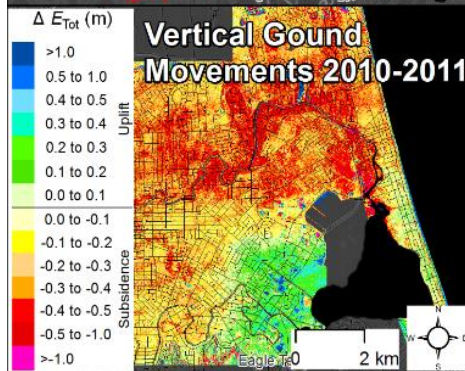 Δ E_Tot (m)
Vertical Gound
Movements 2010-2011
>1.0
0.5 to 1.0
0.4 to 0.5
0.3 to 0.4
0.2 to 0.3
0.1 to 0.2
0.0 to 0.1
Uplift
0.0 to -0.1
-0.1 to -0.2
-0.2 to -0.3
-0.3 to -0.4
-0.4 to -0.5
-0.5 to -1.0
>-1.0
Subsidence
N
W
S
Eagle
0
2 km